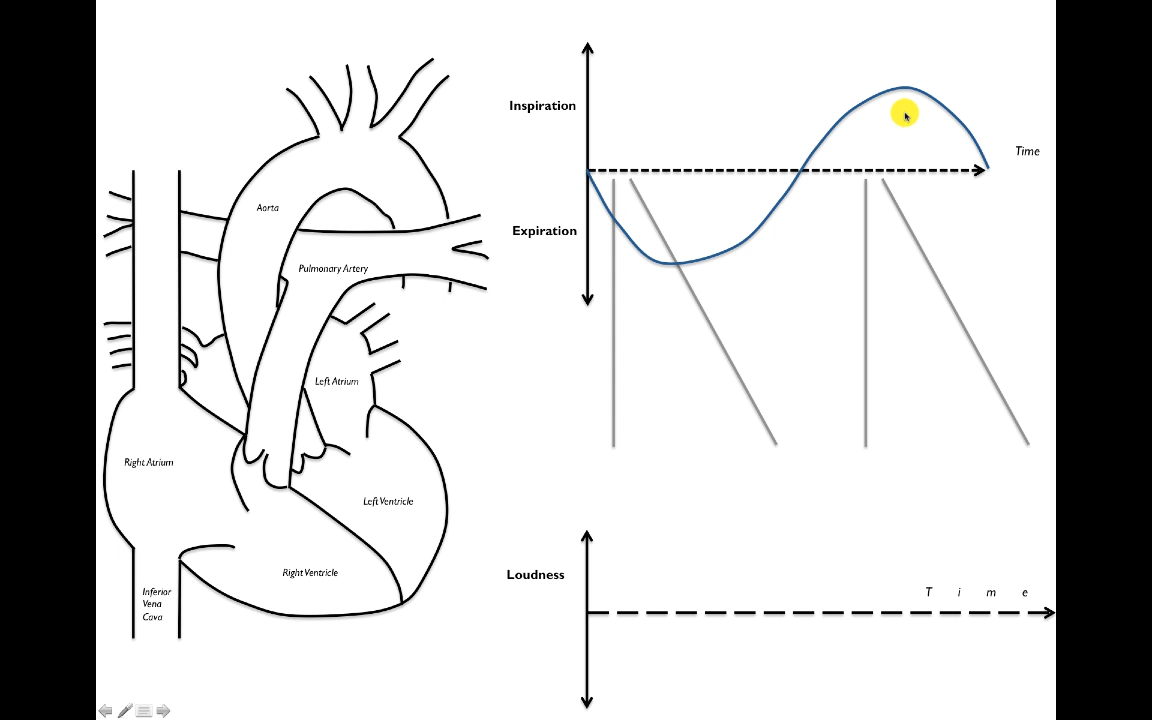 Inspiration
Time
Aorta
Expiration
Pulmonary Artery
Left Atrium
Right Atrium
Left Ventricle
Right Ventricle
Loudness
Inferior
Vena
Cava
T i m e